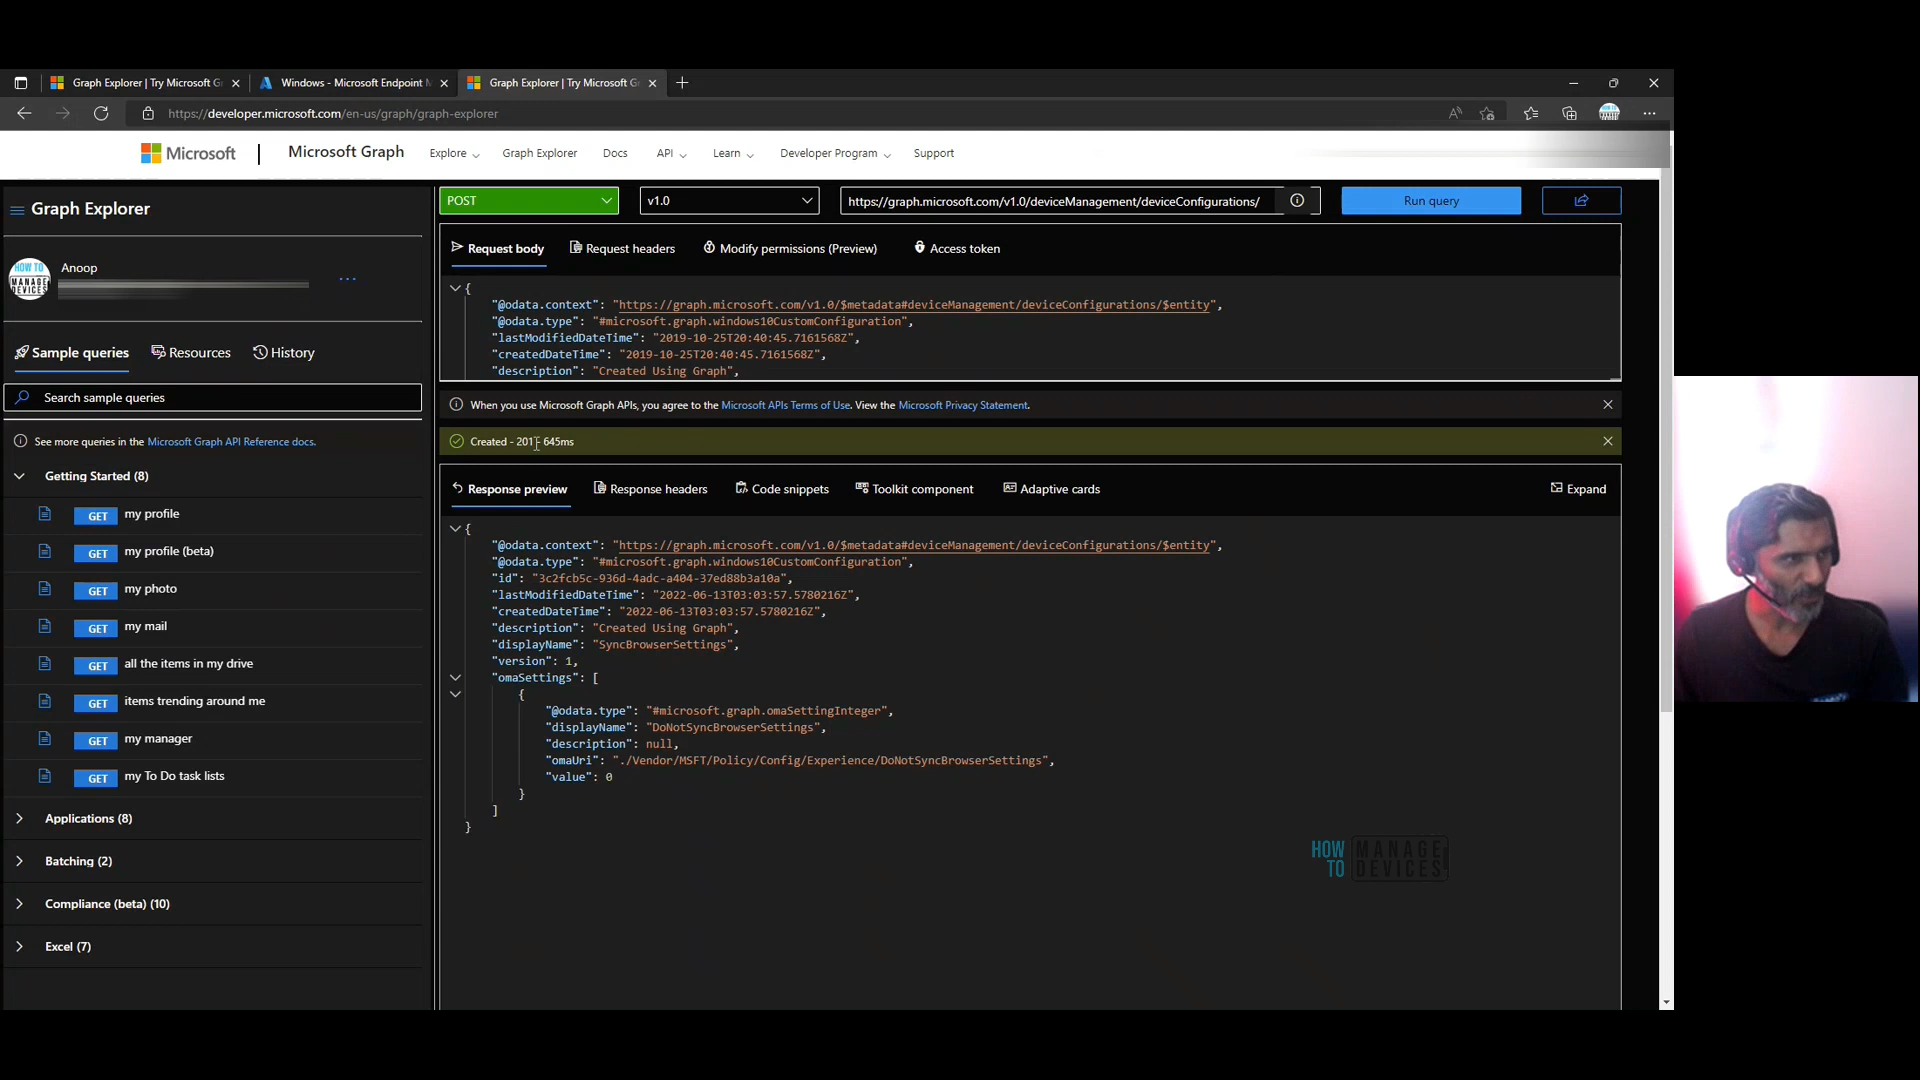 Graph Explorer | Try Microsoft G
Windows - Microsoft Endpoint M
Graph Explorer | Try Microsoft G
https://developer.microsoft.com/en-us/graph/graph-explorer
Microsoft
Microsoft Graph
Explore
Graph Explorer
Docs
API
Learn
Developer Program
Support
Graph Explorer
Anoop
HOW TO
MANAGE
DEVICES
Sample queries
Resources
History
Search sample queries
See more queries in the Microsoft Graph API Reference docs.
Getting Started (8)
GET my profile
GET my profile (beta)
GET my photo
GET my mail
GET all the items in my drive
GET items trending around me
GET my manager
GET my To Do task lists
Applications (8)
Batching (2)
Compliance (beta) (10)
Excel (7)
POST
v1.0
https://graph.microsoft.com/v1.0/deviceManagement/deviceConfigurations/
Run query
Request body
Request headers
Modify permissions (Preview)
Access token
{
"@odata.context": "https://graph.microsoft.com/v1.0/$metadata#deviceManagement/deviceConfigurations/$entity",
"@odata.type": "#microsoft.graph.windows10CustomConfiguration",
"lastModifiedDateTime": "2019-10-25T20:40:45.7161568Z",
"createdDateTime": "2019-10-25T20:40:45.7161568Z",
"description": "Created Using Graph",
When you use Microsoft Graph APIs, you agree to the Microsoft APIs Terms of Use. View the Microsoft Privacy Statement.
Created - 201 - 645ms
Response preview
Response headers
Code snippets
Toolkit component
Adaptive cards
Expand
{
"@odata.context": "https://graph.microsoft.com/v1.0/$metadata#deviceManagement/deviceConfigurations/$entity",
"@odata.type": "#microsoft.graph.windows10CustomConfiguration",
"id": "3c2fcb5c-936d-4adc-a404-37ed88b3a10a",
"lastModifiedDateTime": "2022-06-13T03:03:57.5780216Z",
"createdDateTime": "2022-06-13T03:03:57.5780216Z",
"description": "Created Using Graph",
"displayName": "SyncBrowserSettings",
"version": 1,
"omaSettings": [
{
"@odata.type": "#microsoft.graph.omaSettingInteger",
"displayName": "DoNotSyncBrowserSettings",
"description": null,
"omaUri": "./Vendor/MSFT/Policy/Config/Experience/DoNotSyncBrowserSettings",
"value": 0
}
]
}
HOW TO
MANAGE
DEVICES